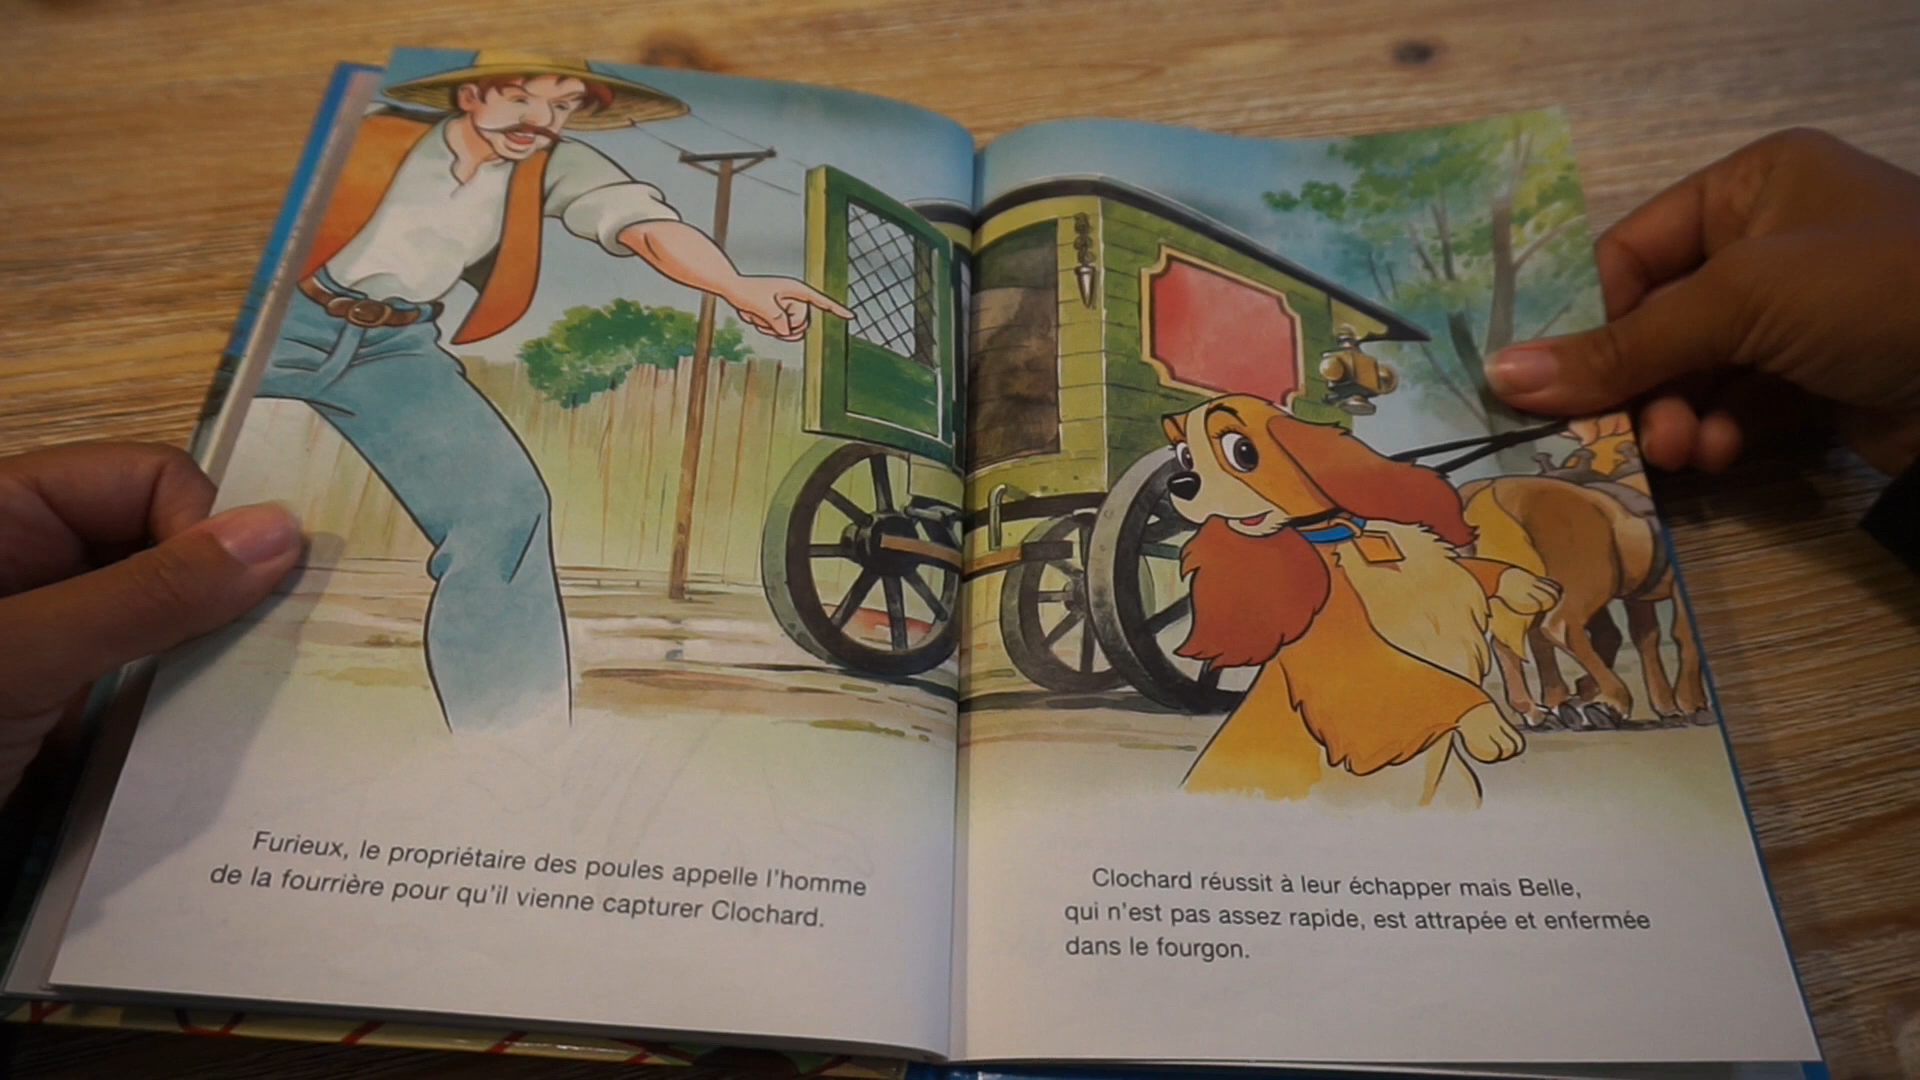 Furieux, le propriétaire des poules appelle l'homme
de la fourrière pour qu'il vienne capturer Clochard.
Clochard réussit à leur échapper mais Belle,
qui n'est pas assez rapide, est attrapée et enfermée
dans le fourgon.